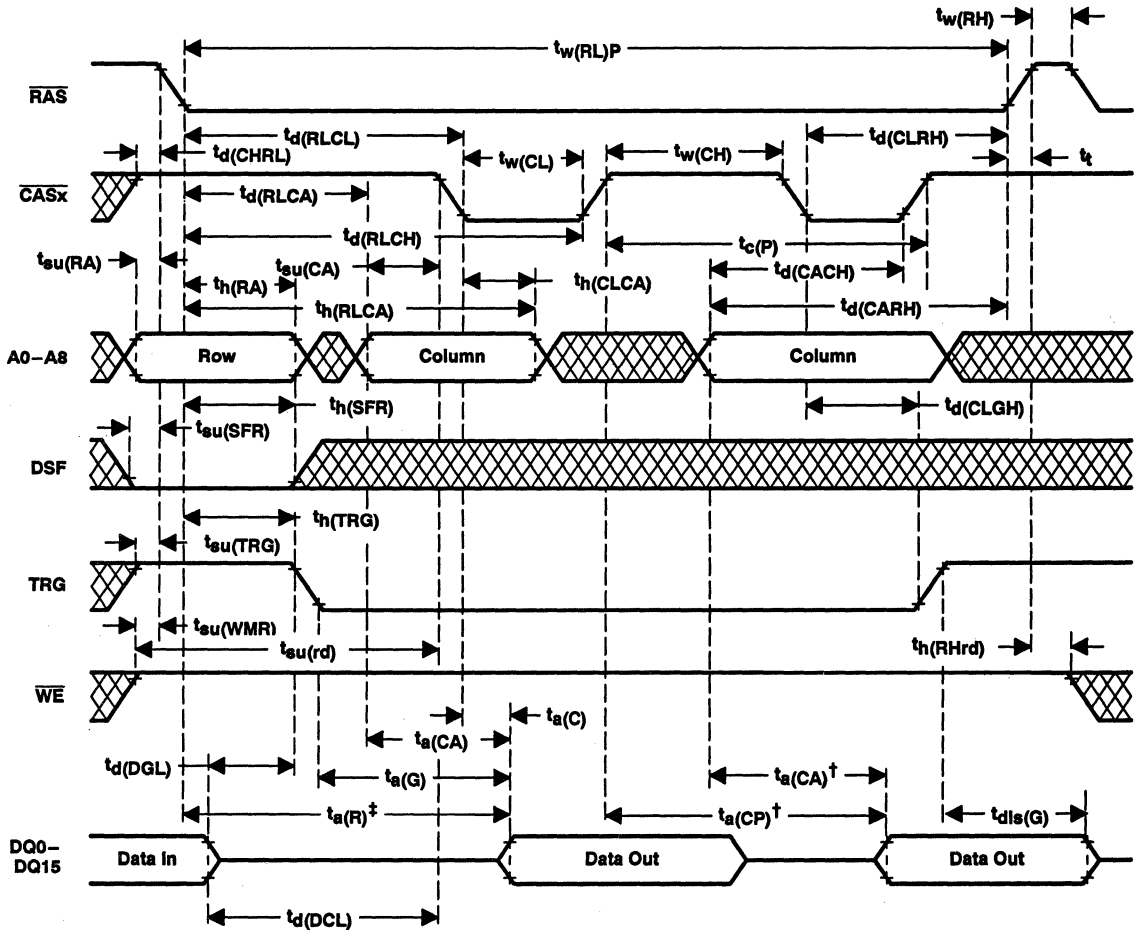 tw(RH)
tw(RL)P
RAS
td(RLCL)
td(CLRH)
td(CHRL)
tw(CL)
tw(CH)
tt
CASx
td(RLCA)
td(RLCH)
tc(P)
tsu(RA)
tsu(CA)
td(CACH)
th(RA)
th(CLCA)
th(RLCA)
td(CARH)
A0–A8
Row
Column
Column
th(SFR)
td(CLGH)
tsu(SFR)
DSF
th(TRG)
tsu(TRG)
TRG
tsu(WMR)
tsu(rd)
th(RHrd)
WE
ta(C)
ta(CA)
td(DGL)
ta(G)
ta(CA)†
ta(R)‡
ta(CP)†
tdis(G)
DQ0–
DQ15
Data In
Data Out
Data Out
td(DCL)